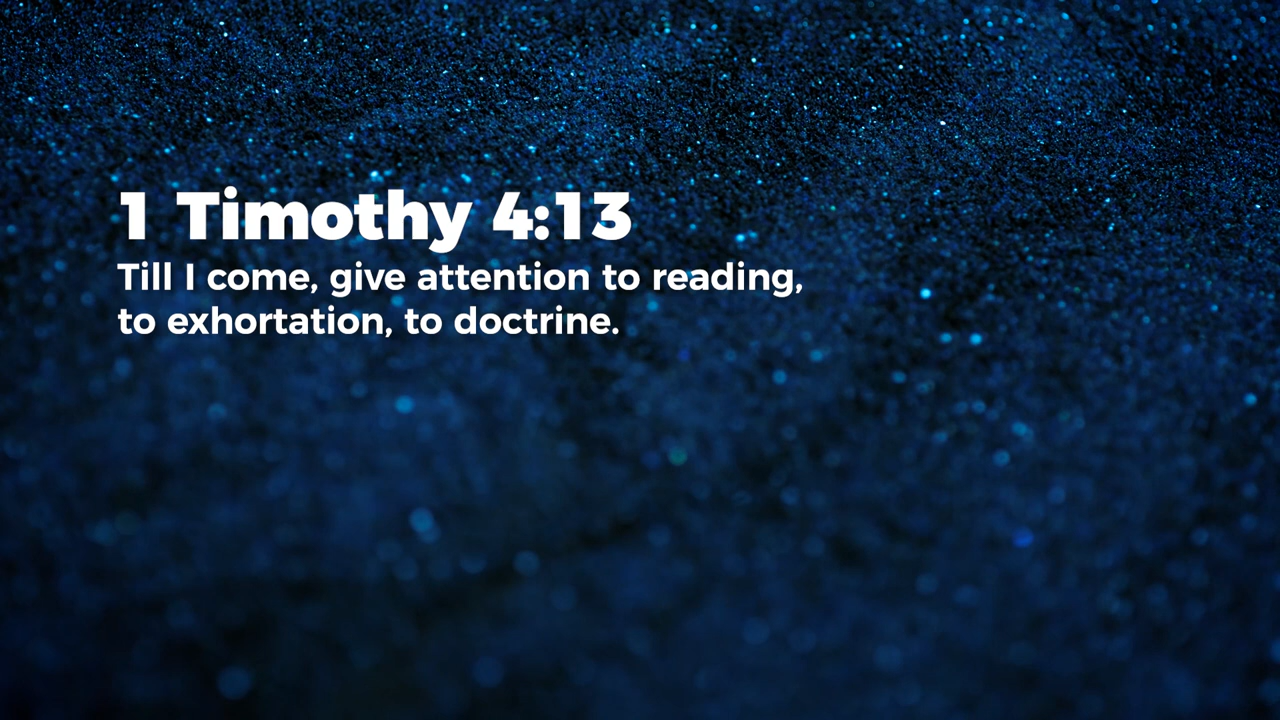 1 Timothy 4:13
Till I come, give attention to reading,
to exhortation, to doctrine.